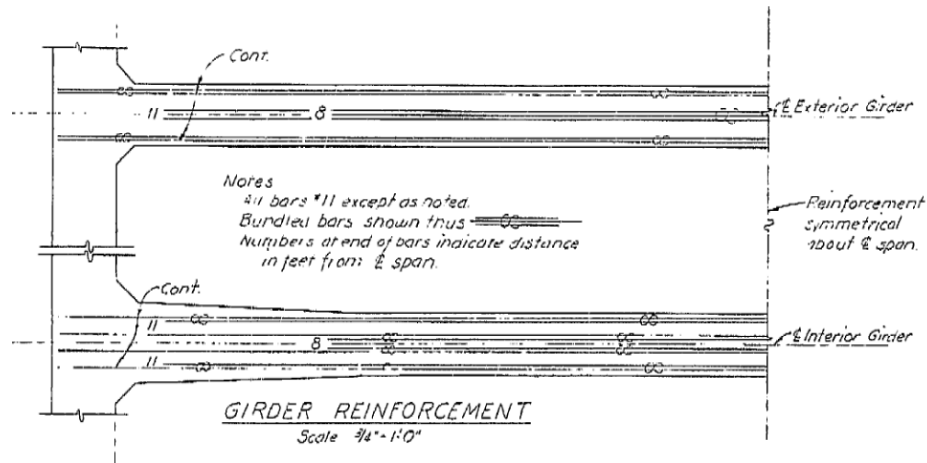 Cont.
11 8
℄ Exterior Girder
Notes
All bars #11 except as noted.
Bundled bars shown thus
Numbers at end of bars indicate distance
in feet from ℄ span.
Reinforcement
symmetrical
about ℄ span.
Cont.
11
8
℄ Interior Girder
11
GIRDER REINFORCEMENT
Scale 3/4"=1'0"